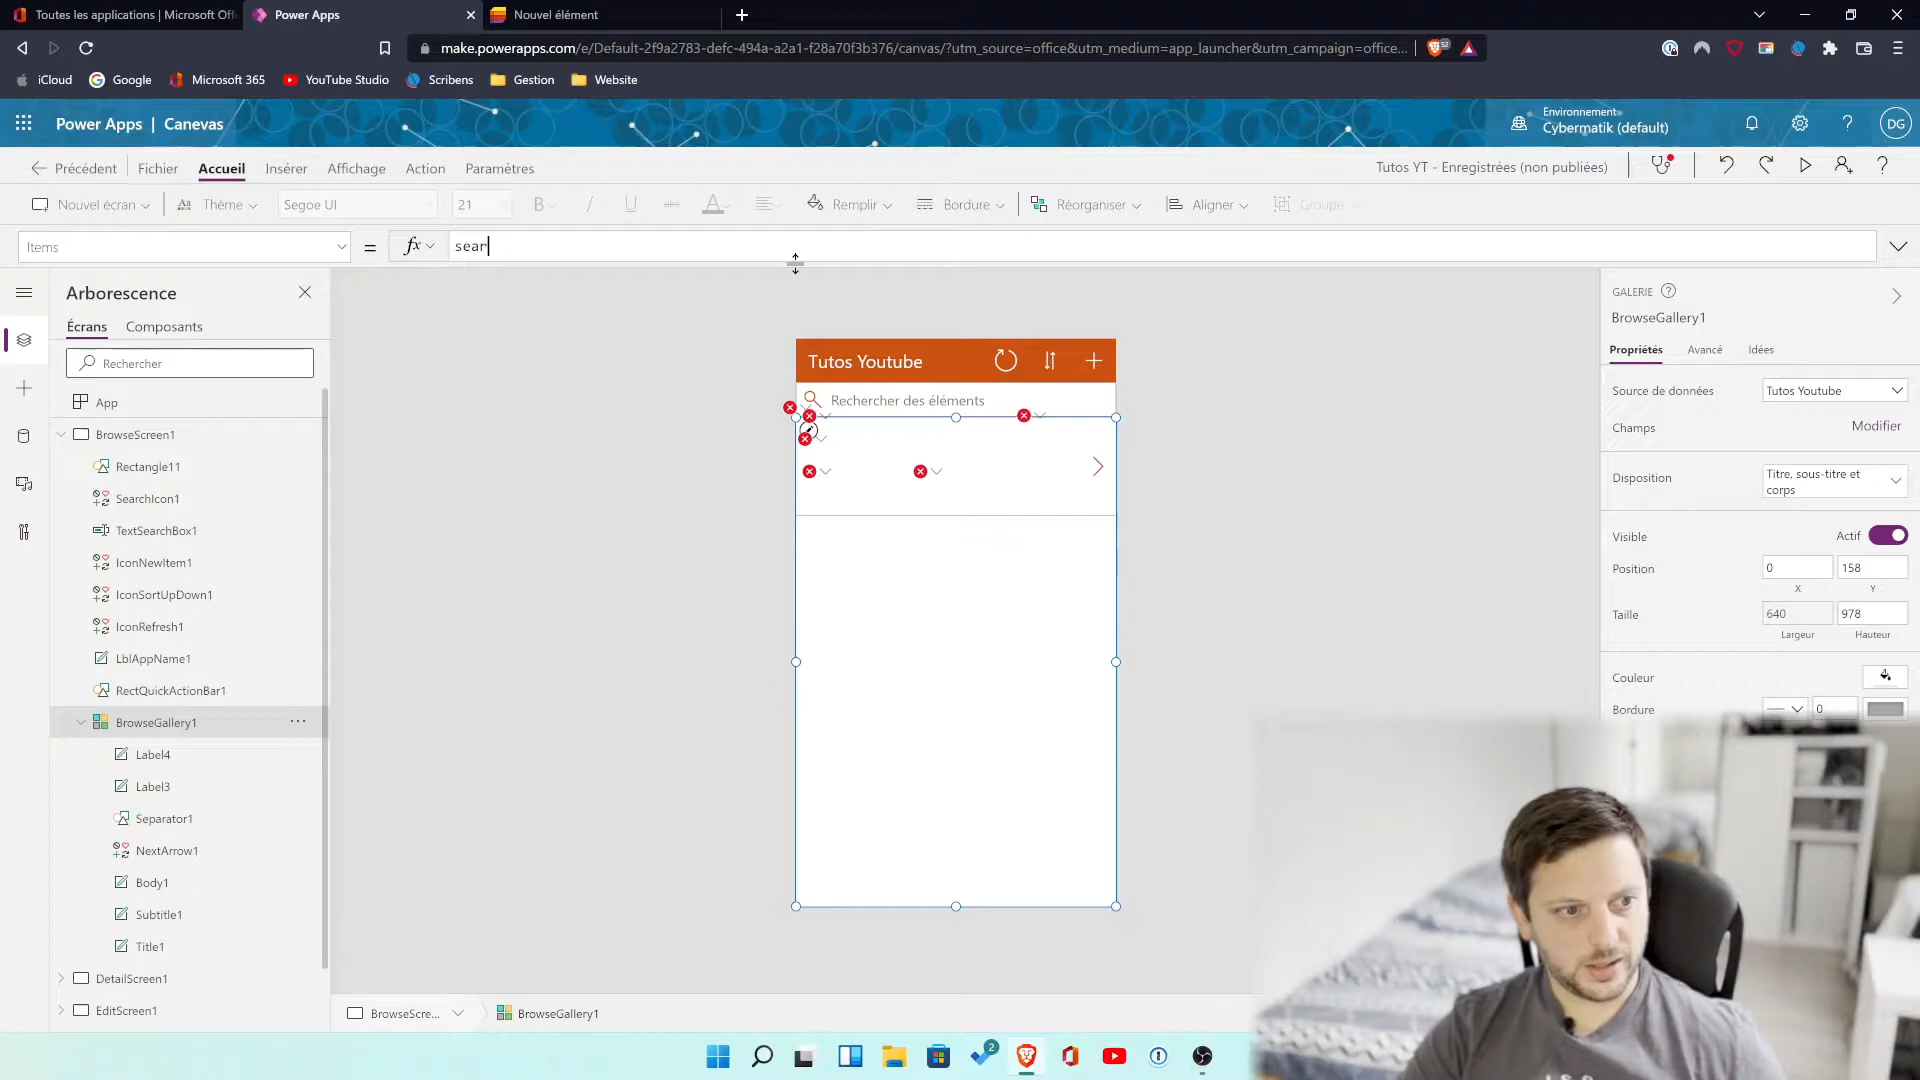 Toutes les applications | Microsoft Offi
Power Apps
Nouvel élément
make.powerapps.com/e/Default-2f9a2783-defc-494a-a2a1-f28a70f3b376/canvas/?utm_source=office&utm_medium=app_launcher&utm_campaign=office...
52
iCloud
Google
Microsoft 365
YouTube Studio
Scribens
Gestion
Website
Power Apps | Canevas
Environnement
Cybermatik (default)
DG
Précédent
Fichier
Accueil
Insérer
Affichage
Action
Paramètres
Tutos YT - Enregistrées (non publiées)
Nouvel écran
Thème
Segoe UI
21
B
Remplir
Bordure
Réorganiser
Aligner
Groupe
Items
=
fx
sear
Arborescence
Écrans
Composants
Rechercher
App
BrowseScreen1
Rectangle11
SearchIcon1
TextSearchBox1
IconNewItem1
IconSortUpDown1
IconRefresh1
LblAppName1
RectQuickActionBar1
BrowseGallery1
Label4
Label3
Separator1
NextArrow1
Body1
Subtitle1
Title1
DetailScreen1
EditScreen1
Tutos Youtube
Rechercher des éléments
GALERIE
BrowseGallery1
Propriétés
Avancé
Idées
Source de données
Tutos Youtube
Champs
Modifier
Disposition
Titre, sous-titre et
corps
Visible
Actif
Position
0
158
X
Y
Taille
640
978
Largeur
Hauteur
Couleur
Bordure
0
BrowseScre...
BrowseGallery1
2